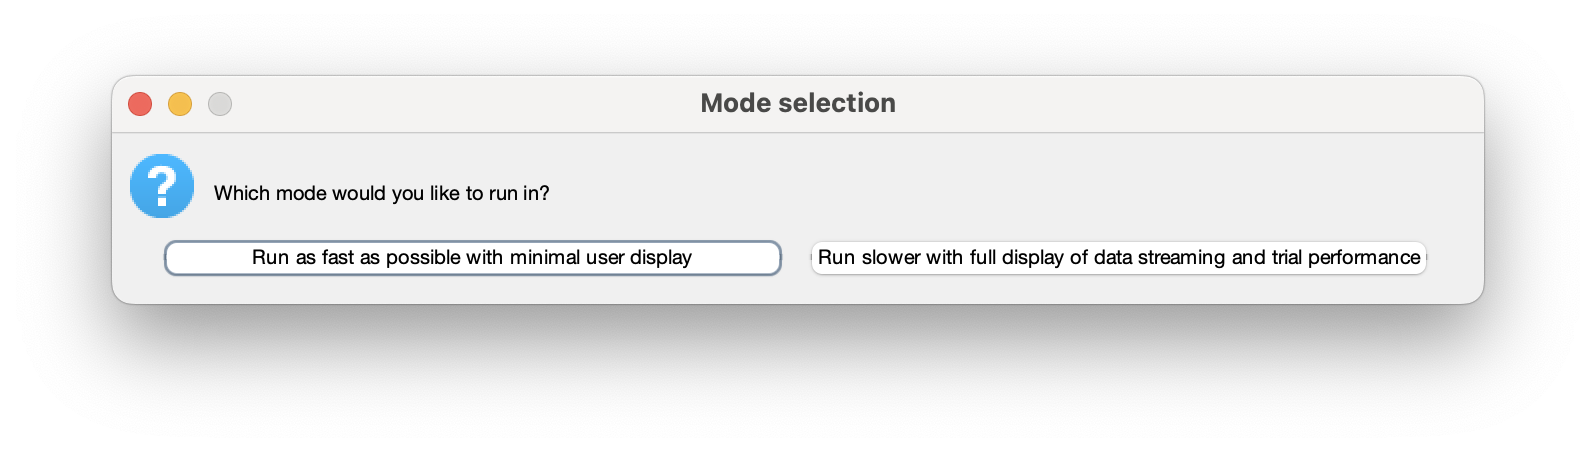 Mode selection
Which mode would you like to run in?
Run as fast as possible with minimal user display
Run slower with full display of data streaming and trial performance